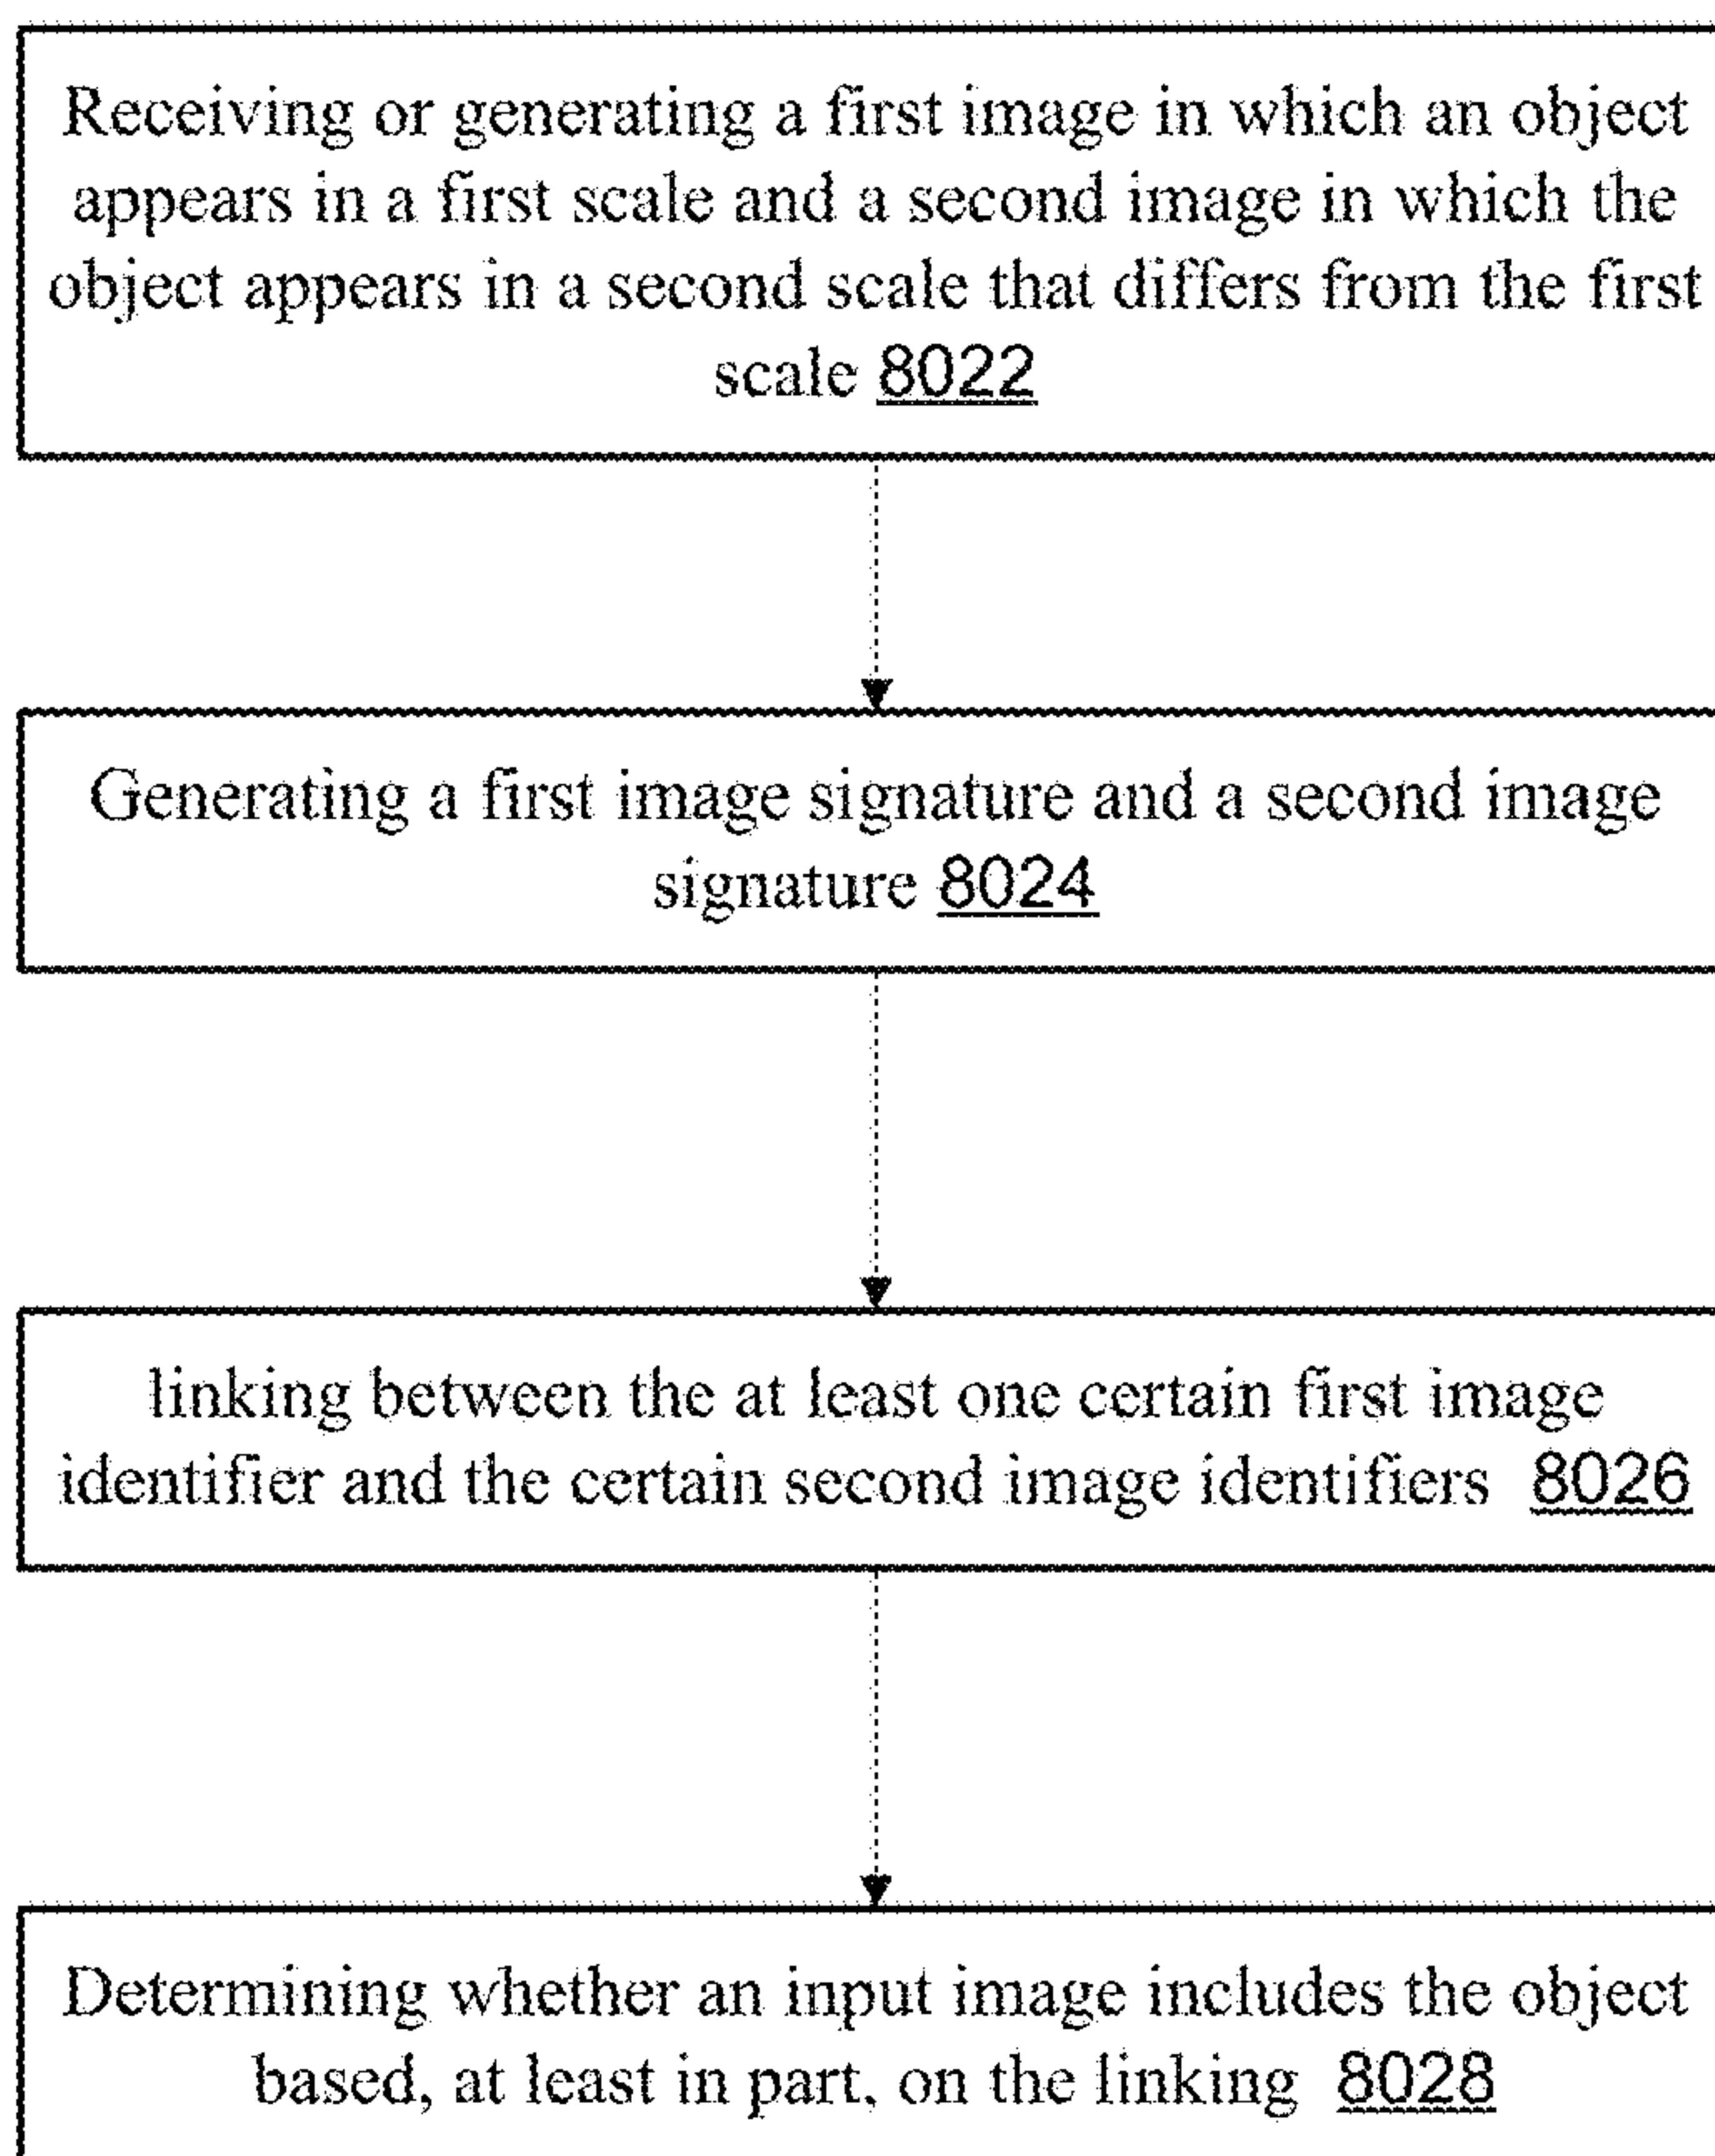 Receiving or generating a first image in which an object
appears in a first scale and a second image in which the
object appears in a second scale that differs from the first
scale 8022
Generating a first image signature and a second image
signature 8024
linking between the at least one certain first image
identifier and the certain second image identifiers 8026
Determining whether an input image includes the object
based, at least in part, on the linking 8028